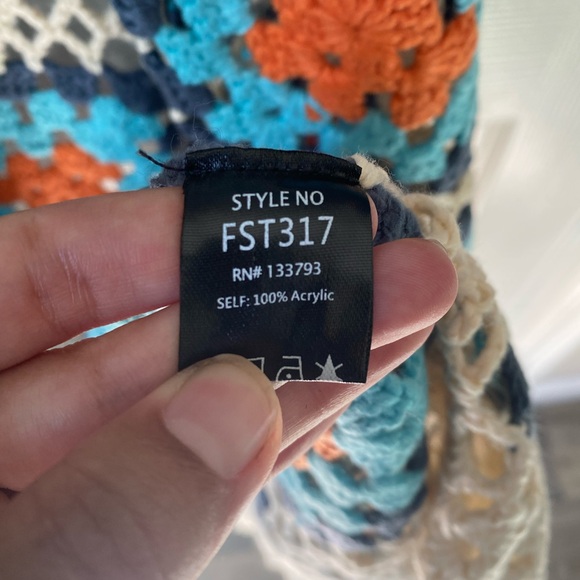 STYLE NO
FST317
RN# 133793
SELF: 100% Acrylic